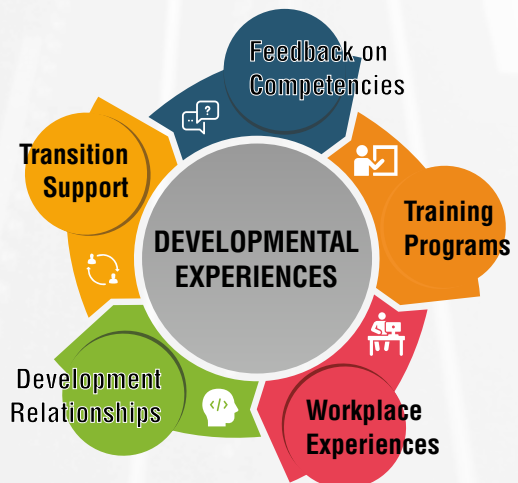 Feedback on
Competencies
Transition
Support
Training
Programs
DEVELOPMENTAL
EXPERIENCES
Development
Relationships
Workplace
Experiences